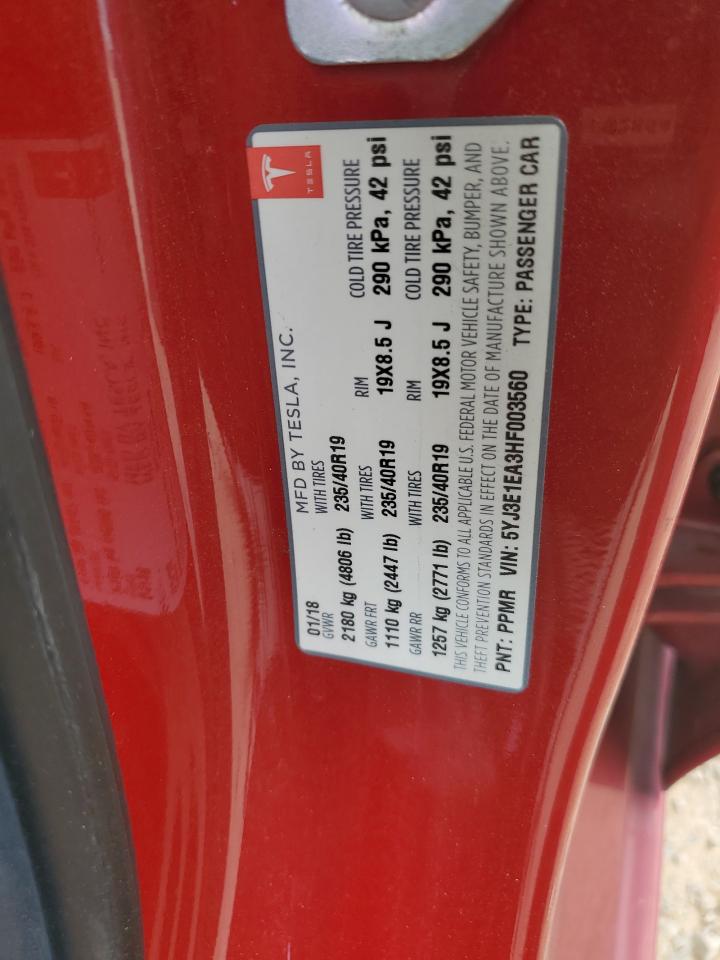 TESLA
MFD BY TESLA, INC.
01/18
GVWR WITH TIRES
2180 kg (4806 lb) 235/40R19
GAWR FRT WITH TIRES RIM COLD TIRE PRESSURE
1110 kg (2447 lb) 235/40R19 19X8.5 J 290 kPa, 42 psi
GAWR RR WITH TIRES RIM COLD TIRE PRESSURE
1257 kg (2771 lb) 235/40R19 19X8.5 J 290 kPa, 42 psi
THIS VEHICLE CONFORMS TO ALL APPLICABLE U.S. FEDERAL MOTOR VEHICLE SAFETY, BUMPER, AND
THEFT PREVENTION STANDARDS IN EFFECT ON THE DATE OF MANUFACTURE SHOWN ABOVE.
PNT: PPMR VIN: 5YJ3E1EA3HF003560 TYPE: PASSENGER CAR